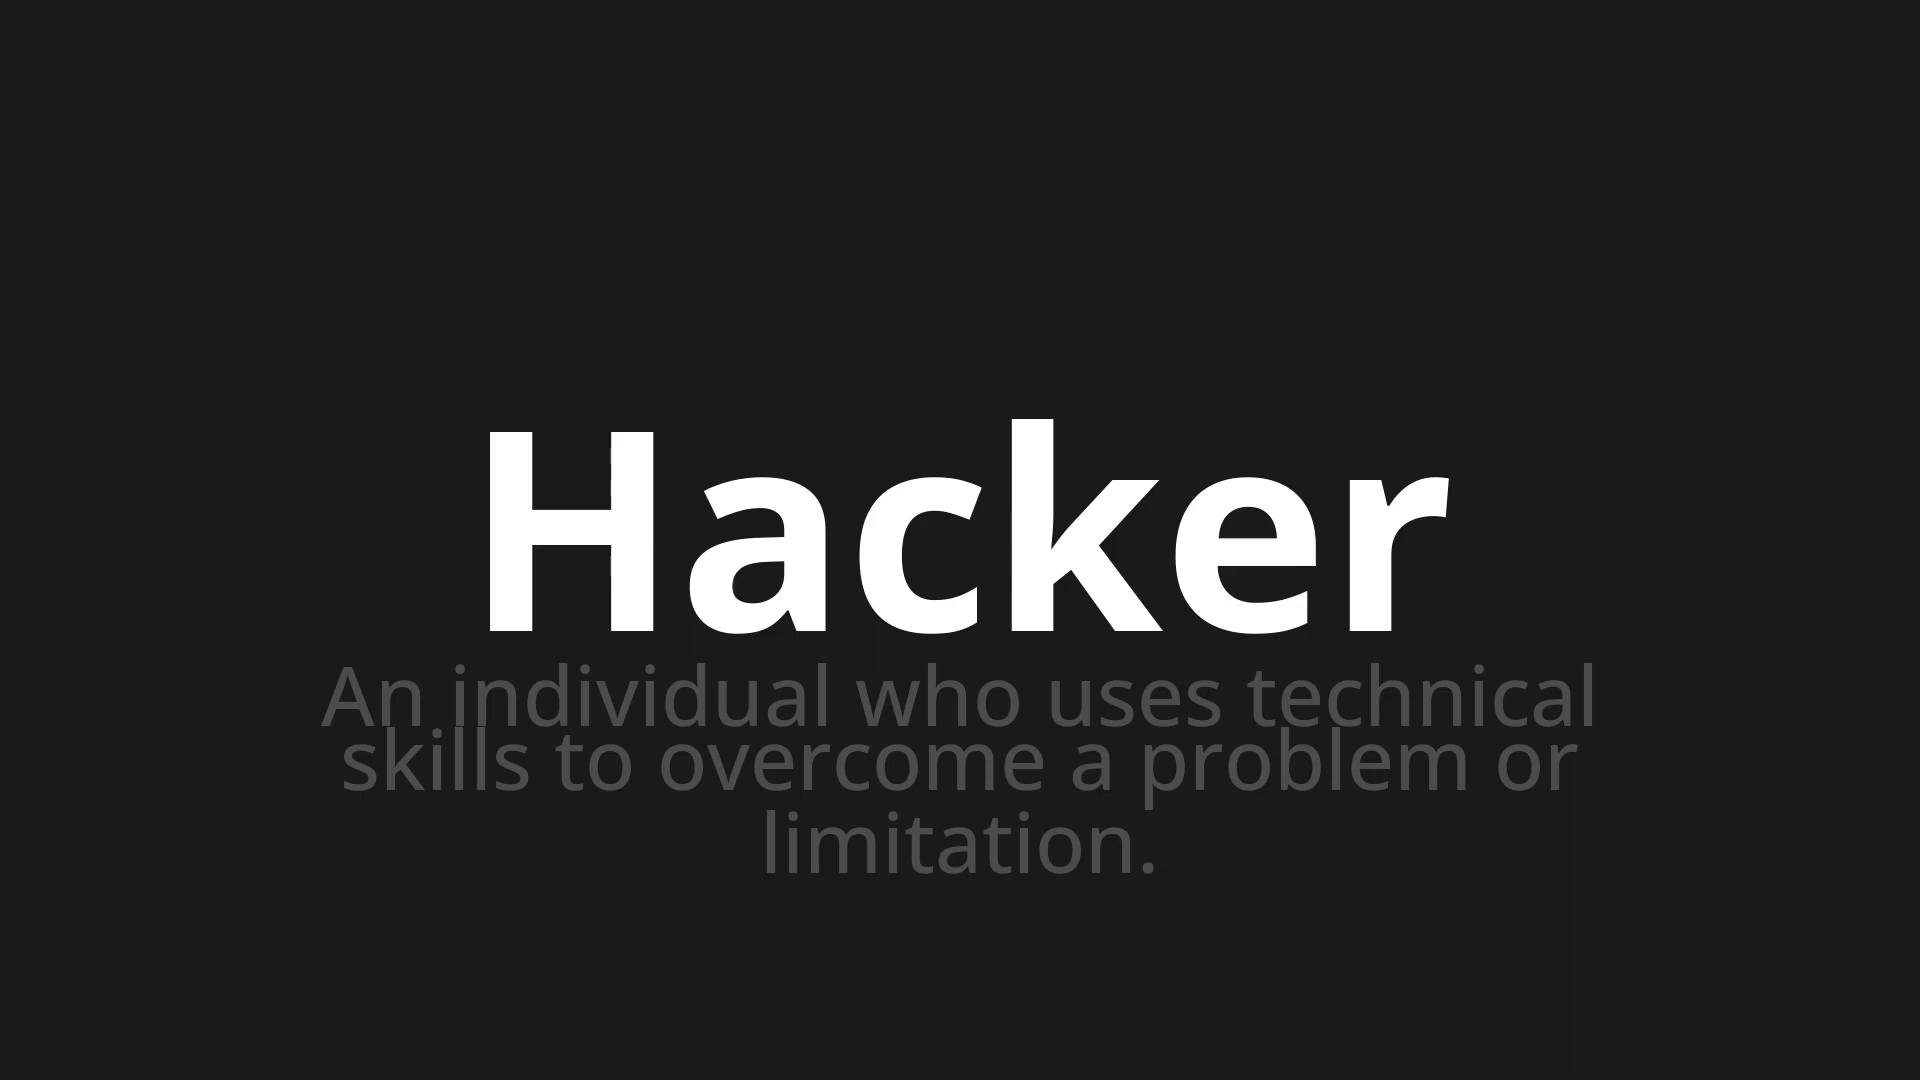 Hacker
An individual who uses technical
skills to overcome a problem or
limitation.